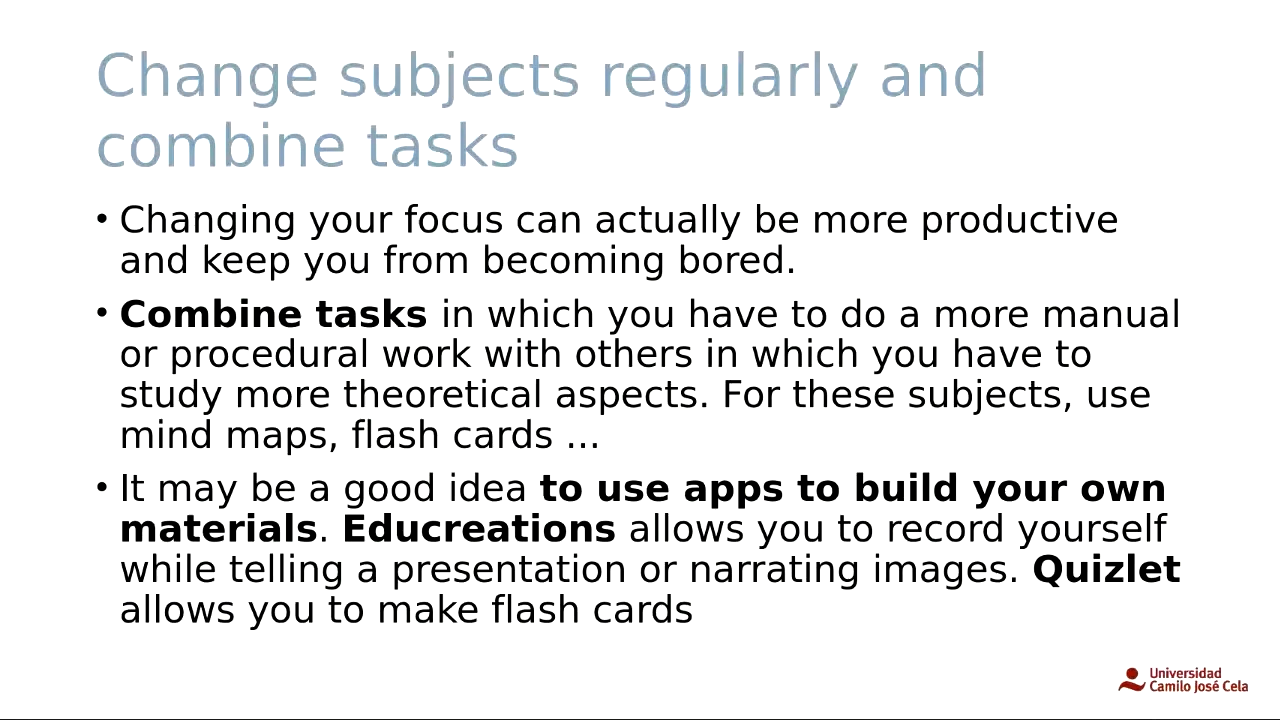 Change subjects regularly and
combine tasks
• Changing your focus can actually be more productive
and keep you from becoming bored.
• Combine tasks in which you have to do a more manual
or procedural work with others in which you have to
study more theoretical aspects. For these subjects, use
mind maps, flash cards ...
• It may be a good idea to use apps to build your own
materials. Educreations allows you to record yourself
while telling a presentation or narrating images. Quizlet
allows you to make flash cards
Universidad
Camilo José Cela